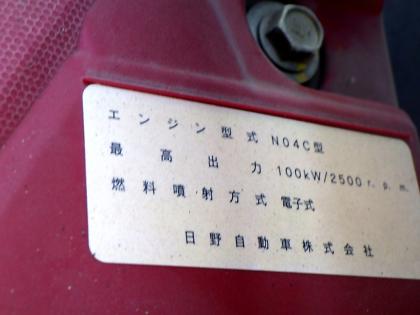 エンジン型式 N04C型
最高出力 100kW/2500 r. p. m.
燃料噴射方式 電子式
日野自動車株式会社